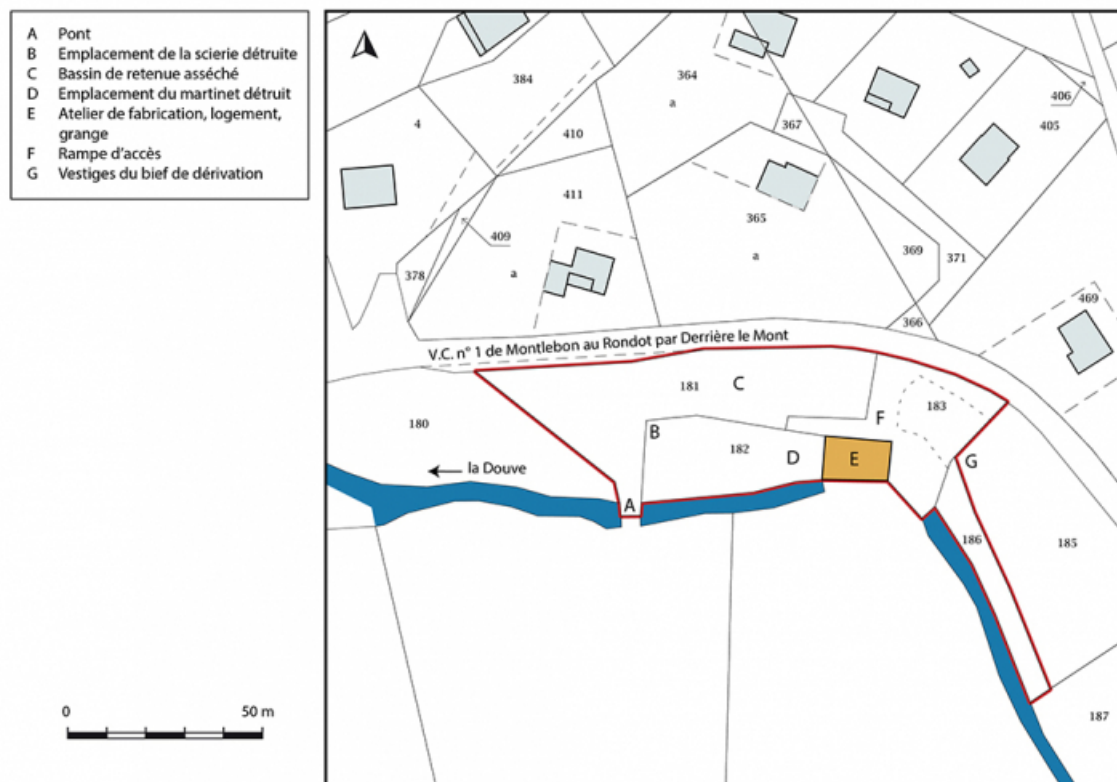 A Pont
B Emplacement de la scierie détruite
C Bassin de retenue asséché
D Emplacement du martinet détruit
E Atelier de fabrication, logement,
grange
F Rampe d'accès
G Vestiges du bief de dérivation
384
364
a
406
4
410
367
405
411
365
409
369
371
378
a
a
469
366
V.C. n° 1 de Montlebon au Rondot par Derrière le Mont
181
C
183
180
B
F
182
D
E
G
la Douve
A
186
185
187
0
50 m